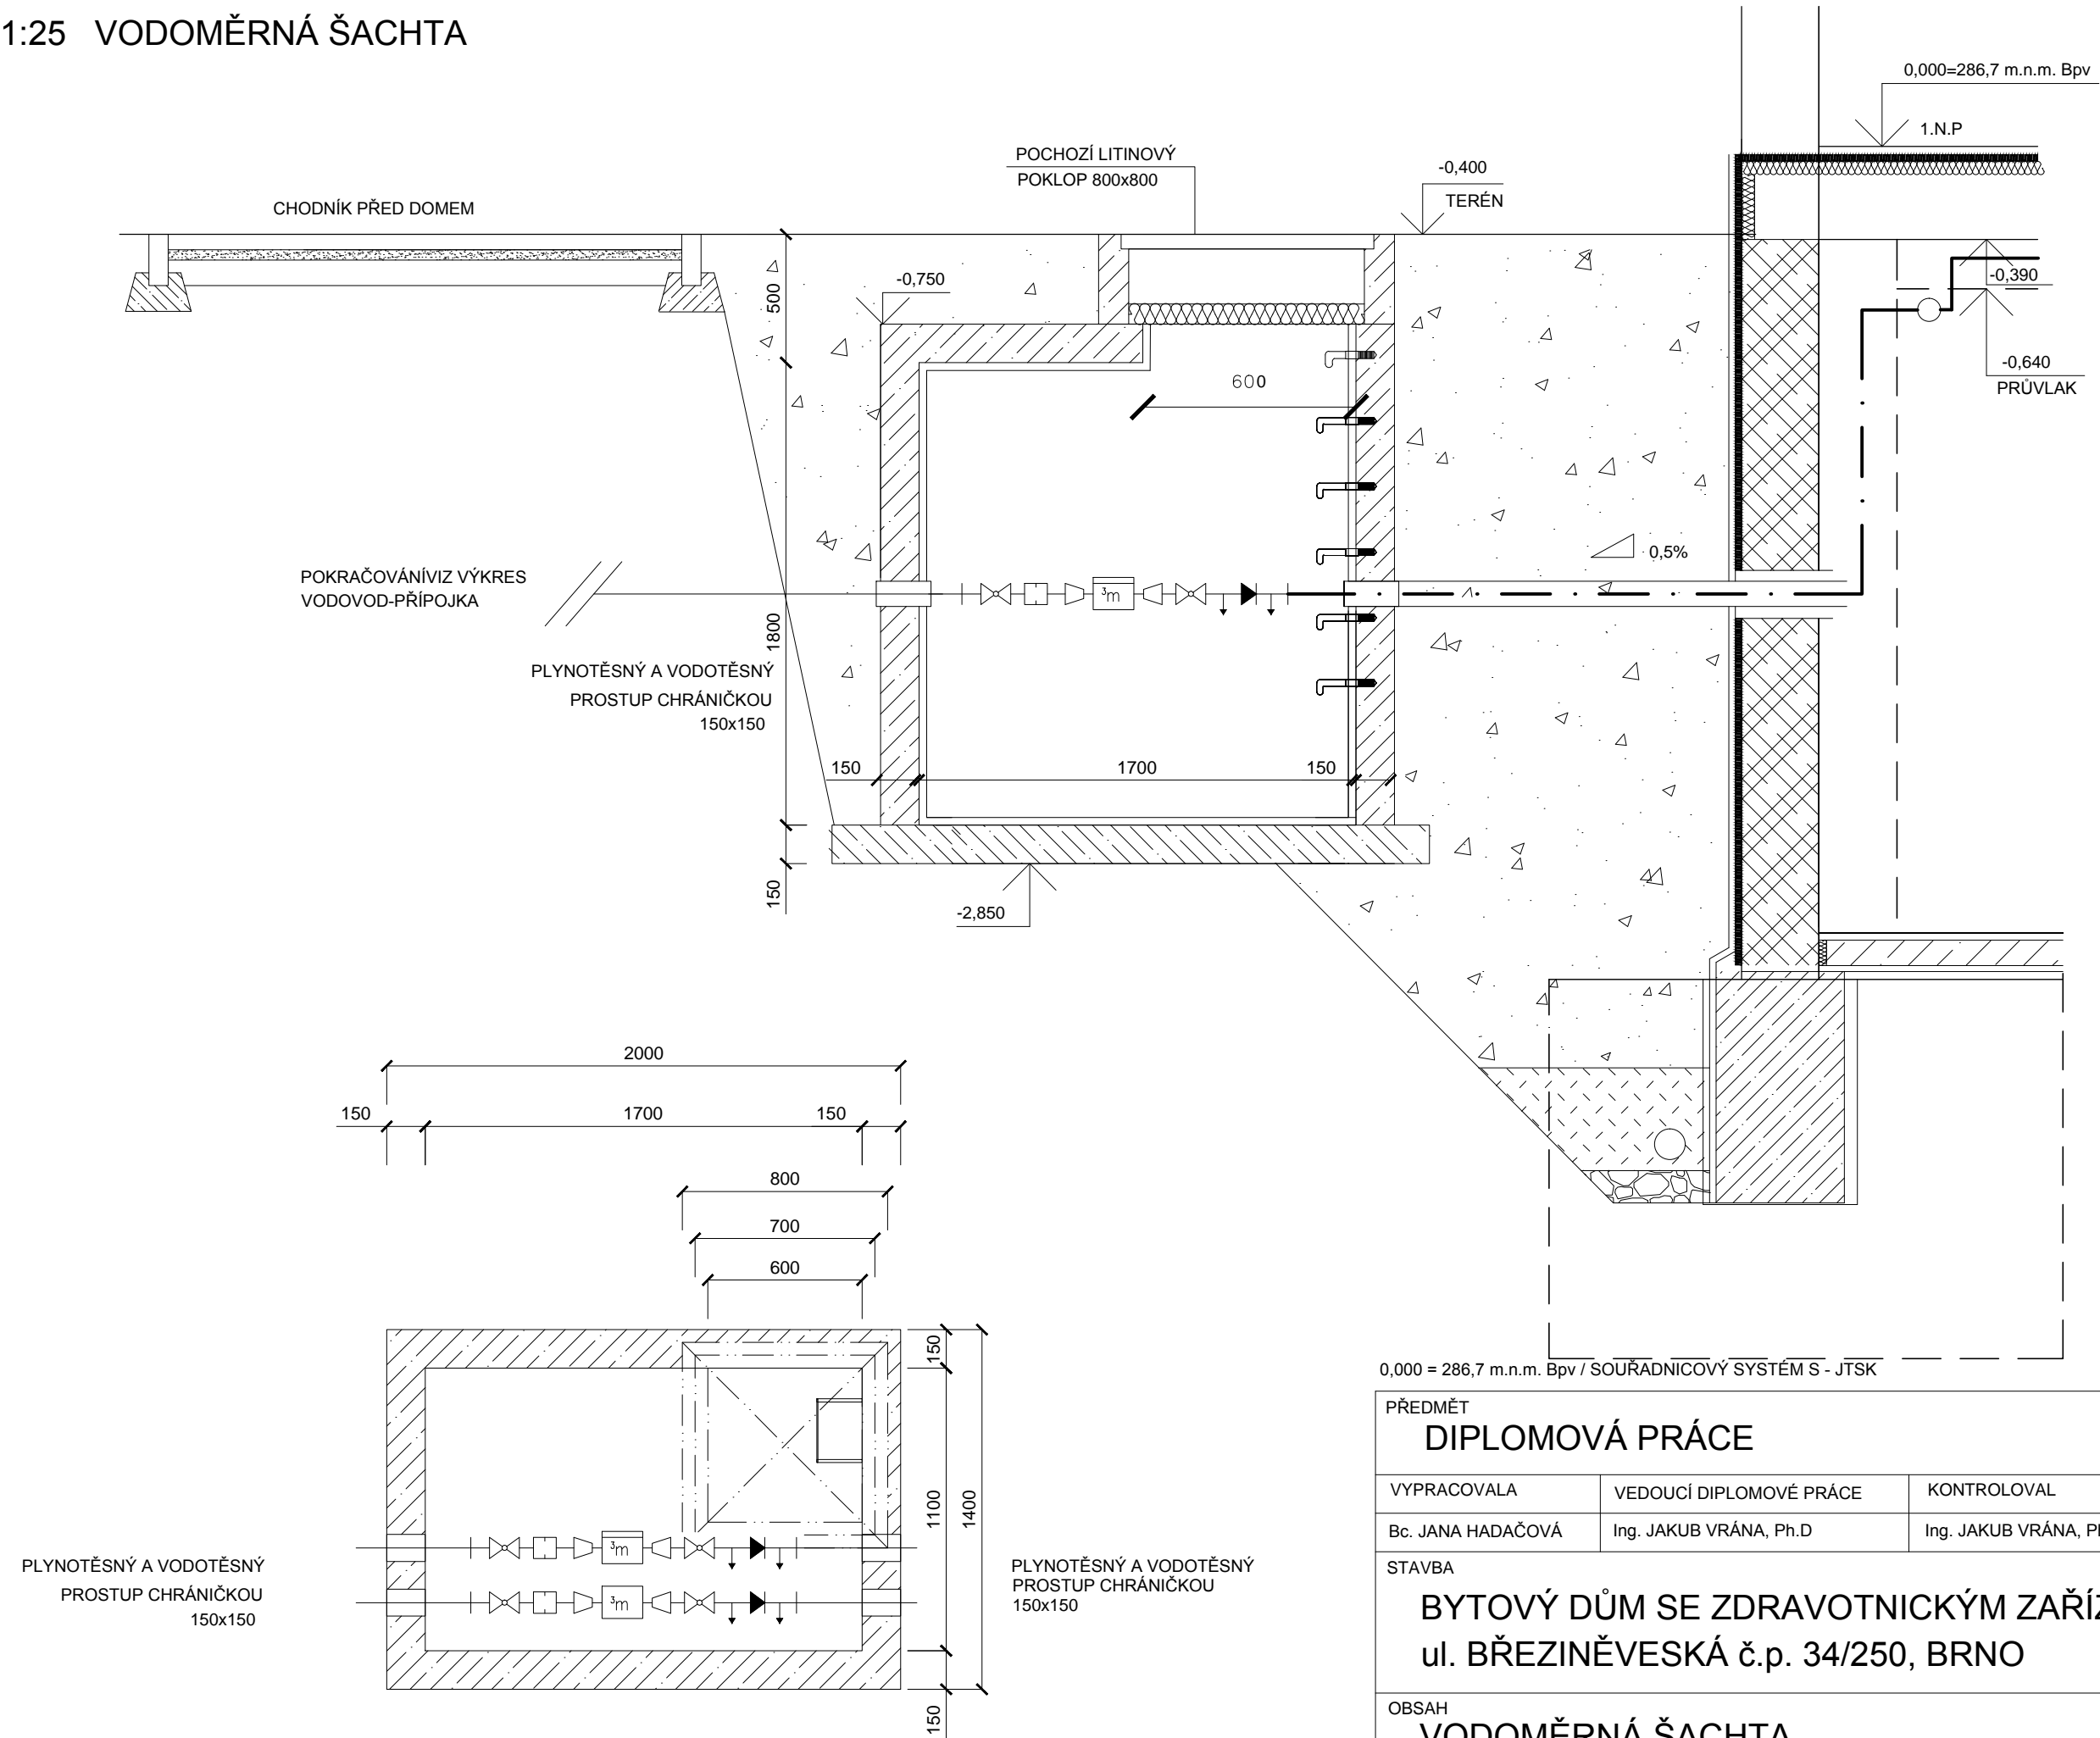 1:25 VODOMĚRNÁ ŠACHTA
0,000=286,7 m.n.m. Bpv
1.N.P
POCHOZÍ LITINOVÝ
POKLOP 800x800
-0,400
TERÉN
CHODNÍK PŘED DOMEM
-0,750
500
-0,390
-0,640
PRŮVLAK
600
0,5%
POKRAČOVÁNÍVIZ VÝKRES
VODOVOD-PŘÍPOJKA
3m
1800
PLYNOTĚSNÝ A VODOTĚSNÝ
PROSTUP CHRÁNIČKOU
150x150
150
1700
150
150
-2,850
2000
150
1700
150
800
700
600
150
1100
1400
150
3m
3m
PLYNOTĚSNÝ A VODOTĚSNÝ
PROSTUP CHRÁNIČKOU
150x150
PLYNOTĚSNÝ A VODOTĚSNÝ
PROSTUP CHRÁNIČKOU
150x150
0,000 = 286,7 m.n.m. Bpv / SOUŘADNICOVÝ SYSTÉM S - JTSK
PŘEDMĚT
DIPLOMOVÁ PRÁCE
VYPRACOVALA
VEDOUCÍ DIPLOMOVÉ PRÁCE
KONTROLOVAL
Bc. JANA HADAČOVÁ
Ing. JAKUB VRÁNA, Ph.D
Ing. JAKUB VRÁNA,
STAVBA
BYTOVÝ DŮM SE ZDRAVOTNICKÝM
ul. BŘEZINĚVESKÁ č.p. 34/250, BRNO
OBSAH
VODOMĚRNÁ ŠACHTA